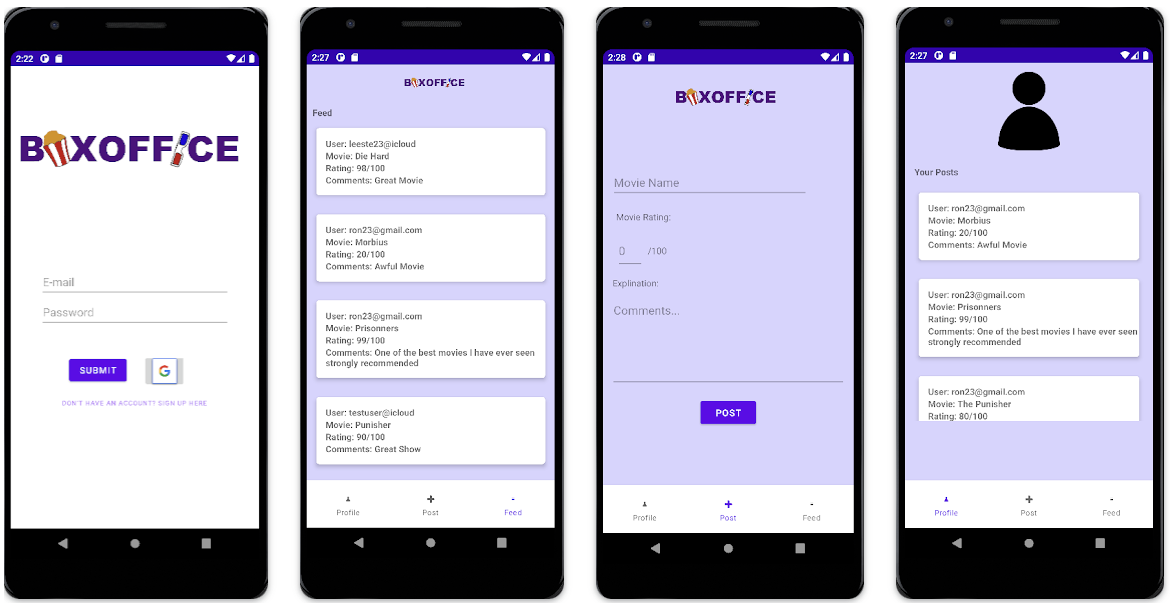 2:22
BOXOFFICE
E-mail
Password
SUBMIT
G
DON'T HAVE AN ACCOUNT? SIGN UP HERE
2:27
BOXOFFICE
Feed
User: leeste23@icloud
Movie: Die Hard
Rating: 98/100
Comments: Great Movie
User: ron23@gmail.com
Movie: Morbius
Rating: 20/100
Comments: Awful Movie
User: ron23@gmail.com
Movie: Prisonners
Rating: 99/100
Comments: One of the best movies I have ever seen
strongly recommended
User: testuser@icloud
Movie: Punisher
Rating: 90/100
Comments: Great Show
Profile
Post
Feed
2:28
BOXOFFICE
Movie Name
Movie Rating:
0 /100
Explination:
Comments...
POST
Profile
Post
Feed
2:27
Your Posts
User: ron23@gmail.com
Movie: Morbius
Rating: 20/100
Comments: Awful Movie
User: ron23@gmail.com
Movie: Prisonners
Rating: 99/100
Comments: One of the best movies I have ever seen
strongly recommended
User: ron23@gmail.com
Movie: The Punisher
Rating: 80/100
Profile
Post
Feed